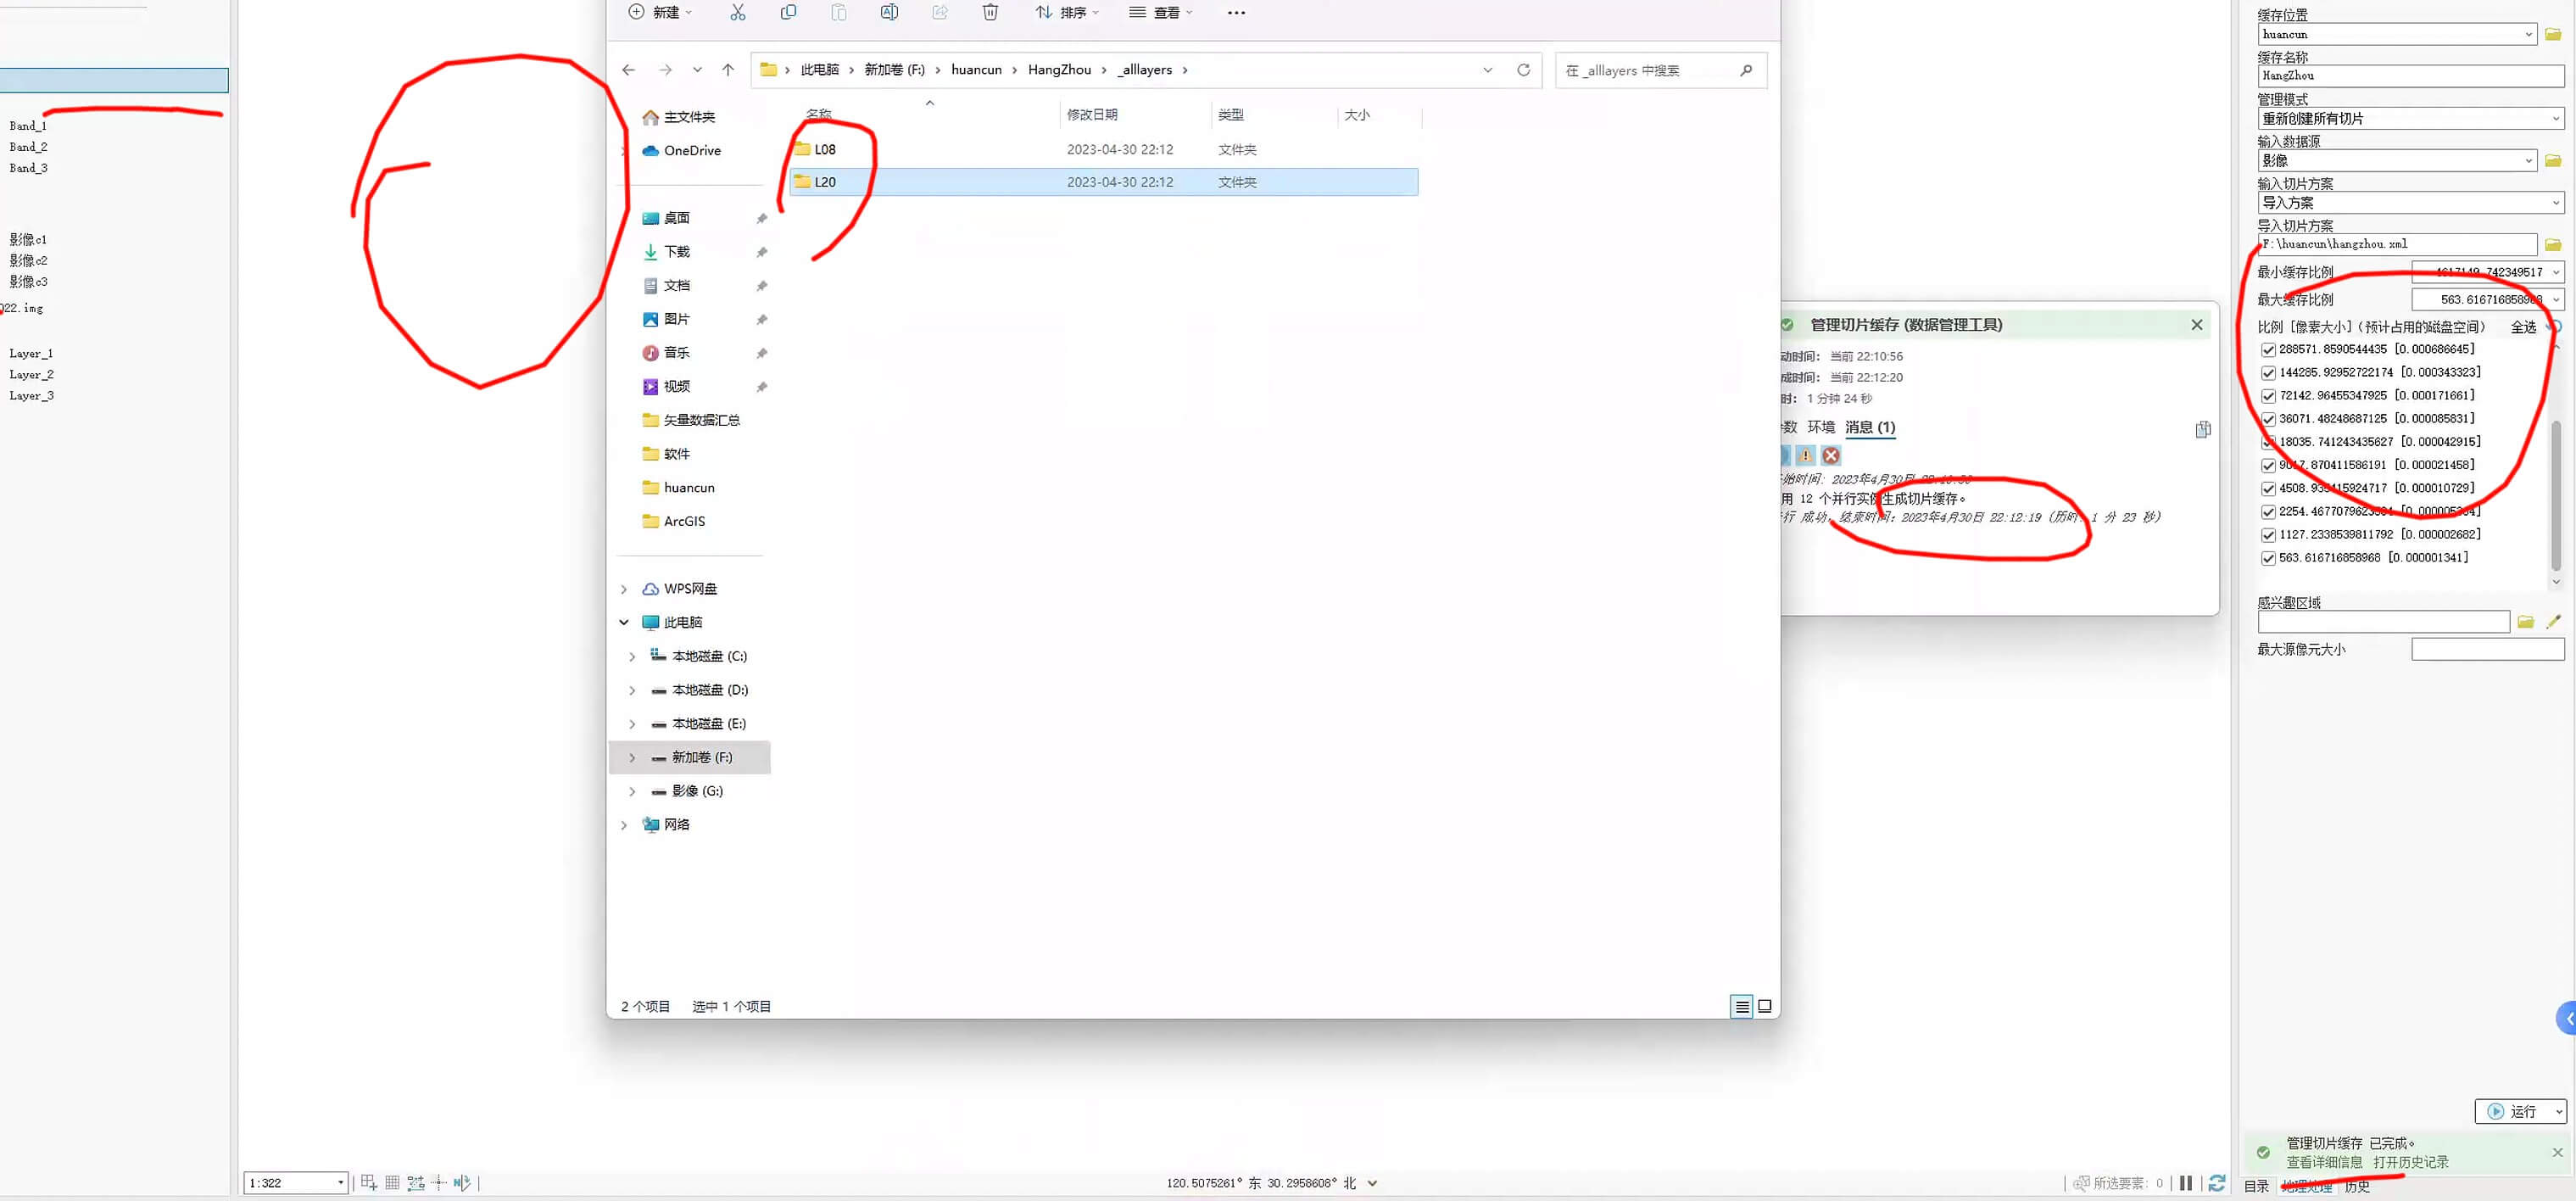 新建
排序
查看
此电脑 新加卷 (F:) huancun HangZhou _alllayers
在 _alllayers 中搜索
主文件夹
OneDrive
桌面
下载
文档
图片
音乐
视频
矢量数据汇总
软件
huancun
ArcGIS
WPS网盘
此电脑
本地磁盘 (C:)
本地磁盘 (D:)
本地磁盘 (E:)
新加卷 (F:)
影像 (G:)
网络
名称 修改日期 类型 大小
L08 2023-04-30 22:12 文件夹
L20 2023-04-30 22:12 文件夹
2 个项目 选中 1 个项目
Band_1
Band_2
Band_3
影像c1
影像c2
影像c3
022.img
Layer_1
Layer_2
Layer_3
管理切片缓存 (数据管理工具)
动时间: 当前 22:10:56
成时间: 当前 22:12:20
时: 1 分钟 24 秒
数 环境 消息 (1)
始时间: 2023年4月30日
用 12 个并行实例生成切片缓存。
行 成功, 结束时间: 2023年4月30日 22:12:19 (历时: 1 分 23 秒)
缓存位置
huancun
缓存名称
HangZhou
管理模式
重新创建所有切片
输入数据源
影像
输入切片方案
导入方案
导入切片方案
F:\huancun\hangzhou.xml
最小缓存比例 4617149.742349517
最大缓存比例 563.616716858968
比例 [像素大小] (预计占用的磁盘空间) 全选
288571.8590544435 [0.000686645]
144285.92952722174 [0.000343323]
72142.96455347925 [0.000171661]
36071.48248687125 [0.000085831]
18035.741243435627 [0.000042915]
9017.870411586191 [0.000021458]
4508.935415924717 [0.000010729]
2254.4677079623584 [0.000005364]
1127.2338539811792 [0.000002682]
563.616716858968 [0.000001341]
感兴趣区域
最大源像元大小
运行
管理切片缓存 已完成。
查看详细信息 打开历史记录
目录 地理处理 历史
1:322
120.5075261° 东 30.2958608° 北
所选要素: 0